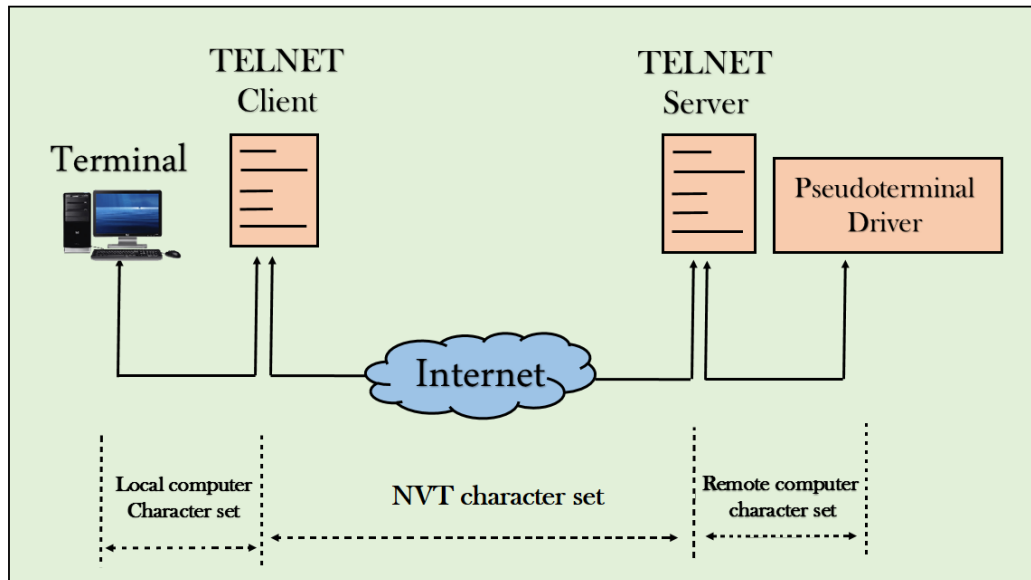 TELNET
Client
TELNET
Server
Terminal
Pseudoterminal
Driver
Internet
Local computer
Character set
NVT character set
Remote computer
character set